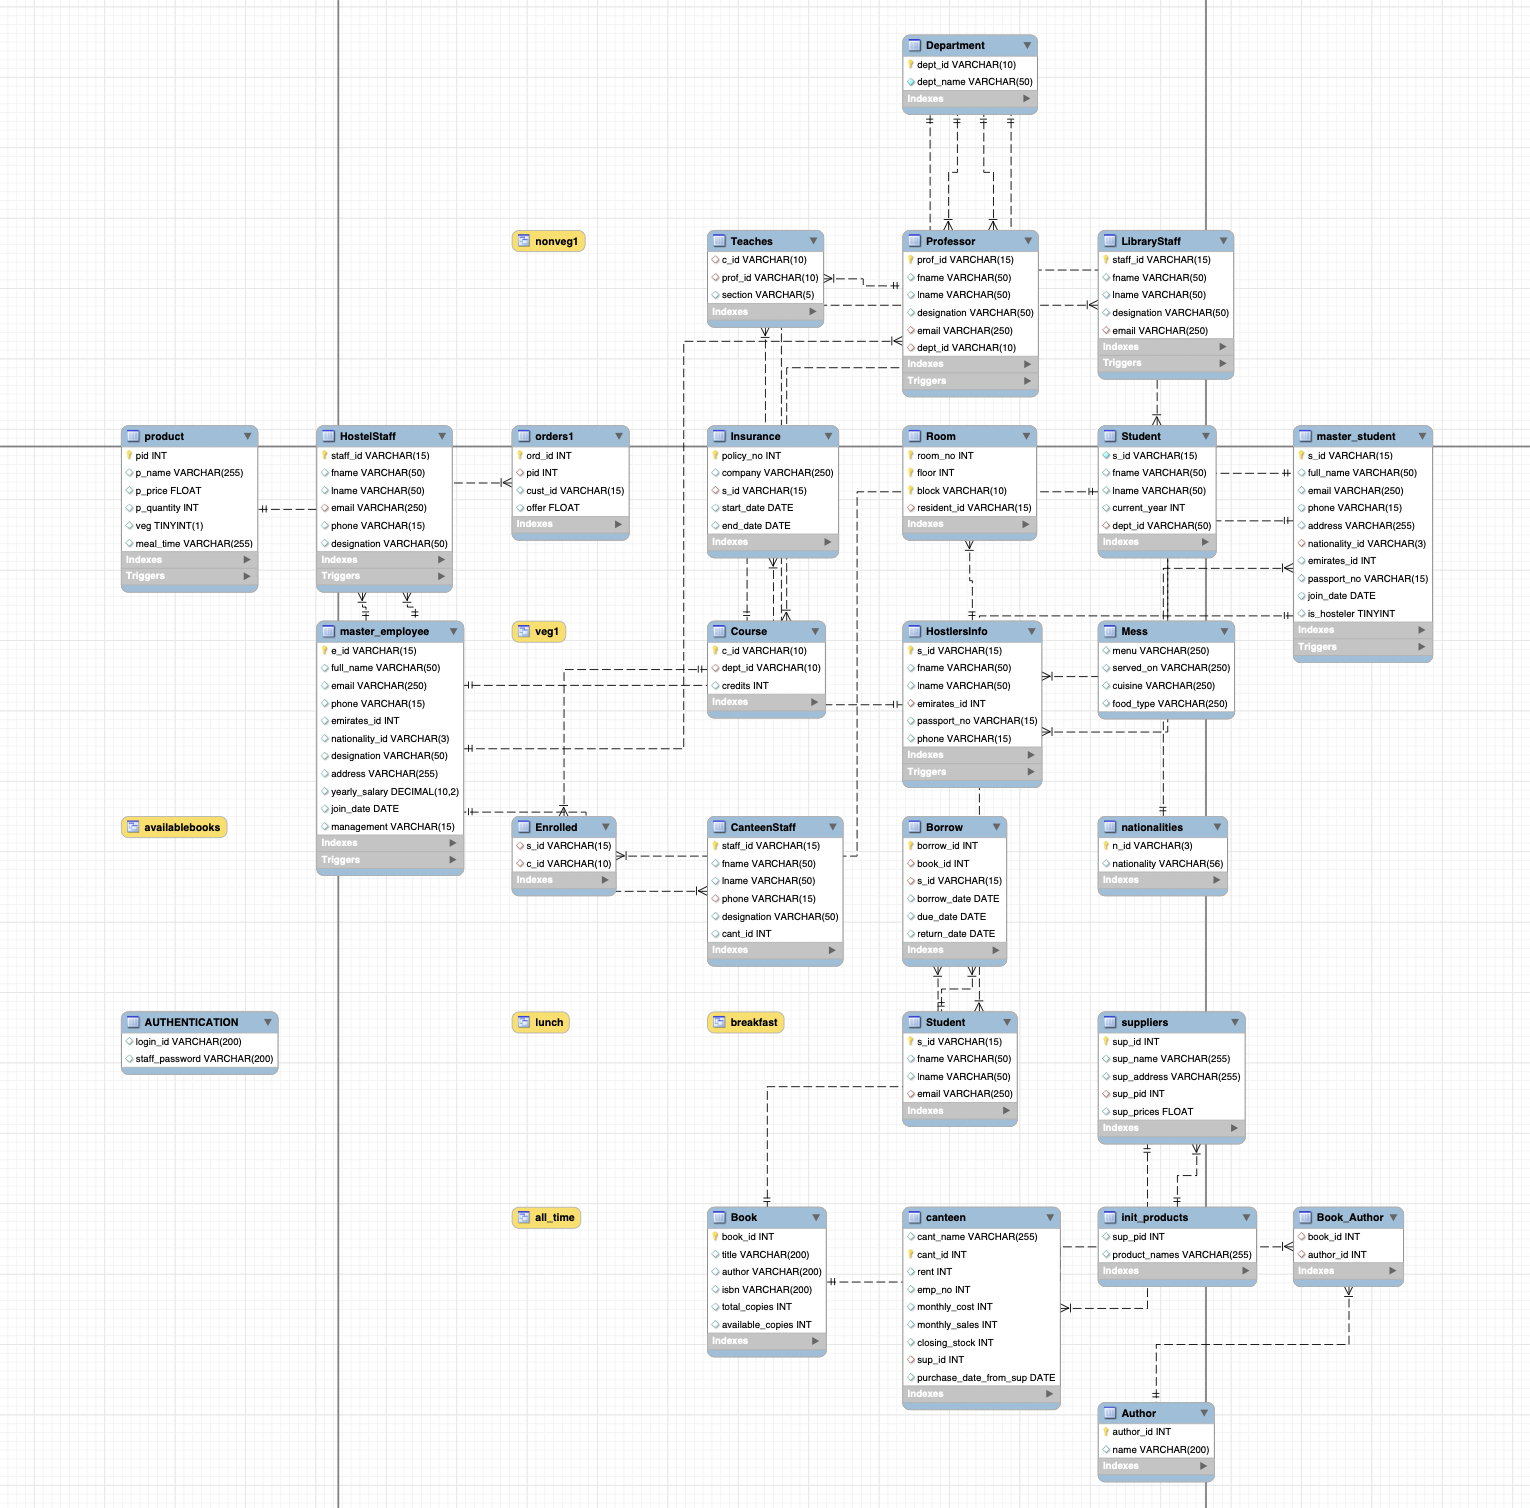 Department
dept_id VARCHAR(10)
dept_name VARCHAR(50)
Indexes
nonveg1
Teaches
c_id VARCHAR(10)
prof_id VARCHAR(10)
section VARCHAR(5)
Indexes
Professor
prof_id VARCHAR(15)
fname VARCHAR(50)
lname VARCHAR(50)
designation VARCHAR(50)
email VARCHAR(250)
dept_id VARCHAR(10)
Indexes
Triggers
LibraryStaff
staff_id VARCHAR(15)
fname VARCHAR(50)
lname VARCHAR(50)
designation VARCHAR(50)
email VARCHAR(250)
Indexes
Triggers
product
pid INT
p_name VARCHAR(255)
p_price FLOAT
p_quantity INT
veg TINYINT(1)
meal_time VARCHAR(255)
Indexes
Triggers
HostelStaff
staff_id VARCHAR(15)
fname VARCHAR(50)
lname VARCHAR(50)
email VARCHAR(250)
phone VARCHAR(15)
designation VARCHAR(50)
Indexes
Triggers
orders1
ord_id INT
pid INT
cust_id VARCHAR(15)
offer FLOAT
Indexes
Insurance
policy_no INT
company VARCHAR(250)
s_id VARCHAR(15)
start_date DATE
end_date DATE
Indexes
Room
room_no INT
floor INT
block VARCHAR(10)
resident_id VARCHAR(15)
Indexes
Student
s_id VARCHAR(15)
fname VARCHAR(50)
lname VARCHAR(50)
current_year INT
dept_id VARCHAR(50)
Indexes
master_student
s_id VARCHAR(15)
full_name VARCHAR(50)
email VARCHAR(250)
phone VARCHAR(15)
address VARCHAR(255)
nationality_id VARCHAR(3)
emirates_id INT
passport_no VARCHAR(15)
join_date DATE
is_hosteler TINYINT
Indexes
Triggers
master_employee
e_id VARCHAR(15)
full_name VARCHAR(50)
email VARCHAR(250)
phone VARCHAR(15)
emirates_id INT
nationality_id VARCHAR(3)
designation VARCHAR(50)
address VARCHAR(255)
yearly_salary DECIMAL(10,2)
join_date DATE
management VARCHAR(15)
Indexes
Triggers
veg1
Course
c_id VARCHAR(10)
dept_id VARCHAR(10)
credits INT
Indexes
HostlersInfo
s_id VARCHAR(15)
fname VARCHAR(50)
lname VARCHAR(50)
emirates_id INT
passport_no VARCHAR(15)
phone VARCHAR(15)
Indexes
Triggers
Mess
menu VARCHAR(250)
served_on VARCHAR(250)
cuisine VARCHAR(250)
food_type VARCHAR(250)
availablebooks
Enrolled
s_id VARCHAR(15)
c_id VARCHAR(10)
Indexes
CanteenStaff
staff_id VARCHAR(15)
fname VARCHAR(50)
lname VARCHAR(50)
phone VARCHAR(15)
designation VARCHAR(50)
cant_id INT
Indexes
Borrow
borrow_id INT
book_id INT
s_id VARCHAR(15)
borrow_date DATE
due_date DATE
return_date DATE
Indexes
nationalities
n_id VARCHAR(3)
nationality VARCHAR(56)
Indexes
AUTHENTICATION
login_id VARCHAR(200)
staff_password VARCHAR(200)
lunch
breakfast
Student
s_id VARCHAR(15)
fname VARCHAR(50)
lname VARCHAR(50)
email VARCHAR(250)
Indexes
suppliers
sup_id INT
sup_name VARCHAR(255)
sup_address VARCHAR(255)
sup_pid INT
sup_prices FLOAT
Indexes
all_time
Book
book_id INT
title VARCHAR(200)
author VARCHAR(200)
isbn VARCHAR(200)
total_copies INT
available_copies INT
Indexes
canteen
cant_name VARCHAR(255)
cant_id INT
rent INT
emp_no INT
monthly_cost INT
monthly_sales INT
closing_stock INT
sup_id INT
purchase_date_from_sup DATE
Indexes
init_products
sup_pid INT
product_names VARCHAR(255)
Indexes
Book_Author
book_id INT
author_id INT
Indexes
Author
author_id INT
name VARCHAR(200)
Indexes